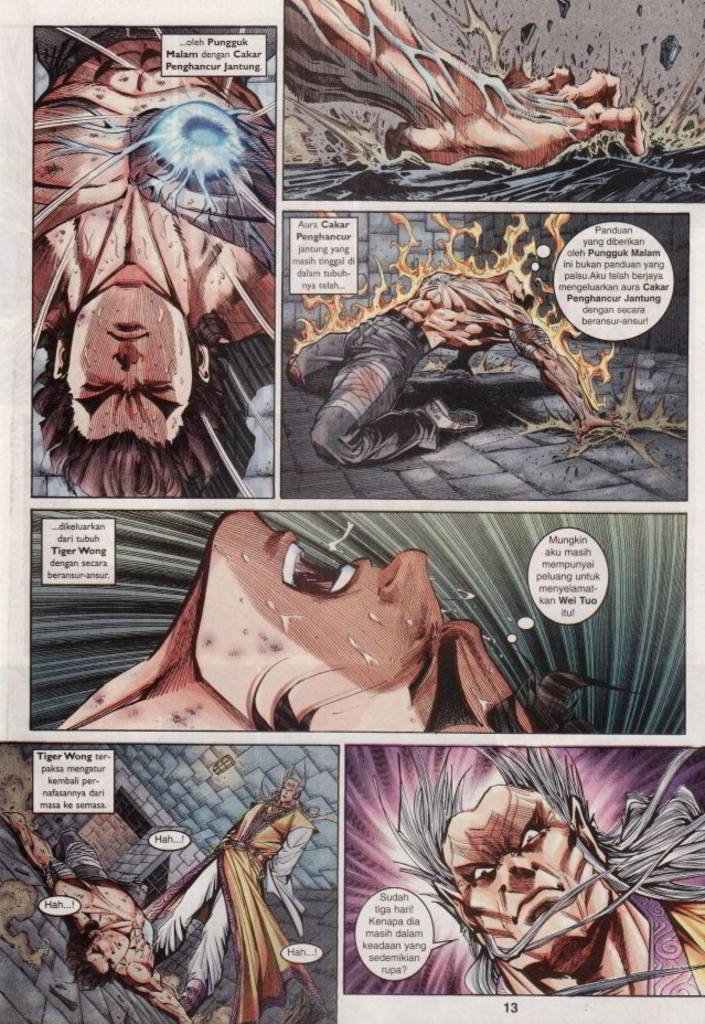 ...oleh Pungguk
Malam dengan Cakar
Penghancur Jantung.
Aura Cakar
Penghancur
jantung yang
masih tinggal di
dalam tubuh-
nya telah...
Panduan
yang diberikan
oleh Pungguk Malam
ini bukan panduan yang
palsu.Aku telah berjaya
mengeluarkan aura Cakar
Penghancur Jantung
dengan secara
beransur-ansur!
...dikeluarkan
dari tubuh
Tiger Wong
dengan secara
beransur-ansur.
Mungkin
aku masih
mempunyai
peluang untuk
menyelamat-
kan Wei Tuo
itu!
Tiger Wong ter-
paksa mengatur
kembali per-
nafasannya dari
masa ke semasa.
Hah...!
Hah...!
Hah...!
Sudah
tiga hari!
Kenapa dia
masih dalam
keadaan yang
sedemikian
rupa?
13